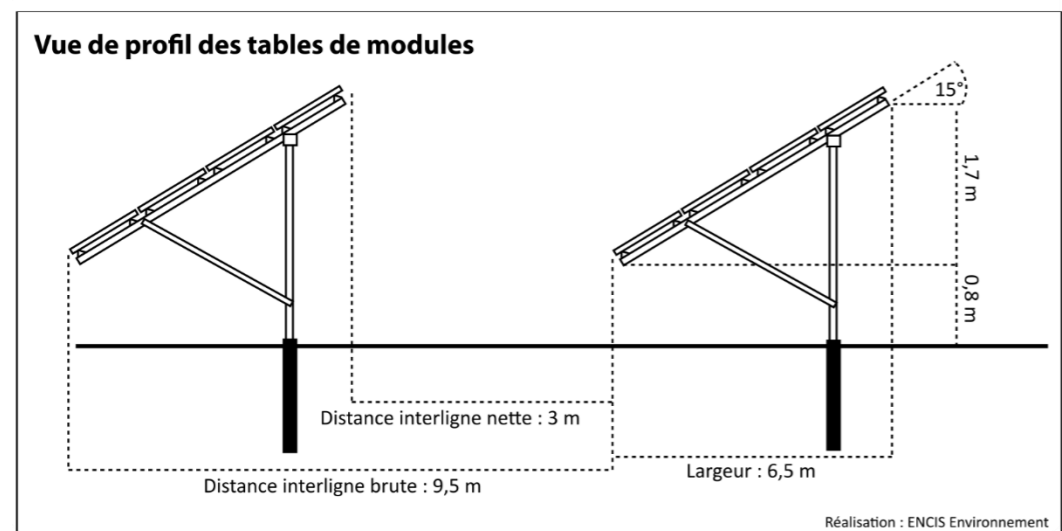 Vue de profil des tables de modules
15°
1,7 m
0,8 m
Distance interligne nette : 3 m
Largeur : 6,5 m
Distance interligne brute : 9,5 m
Réalisation : ENCIS Environnement